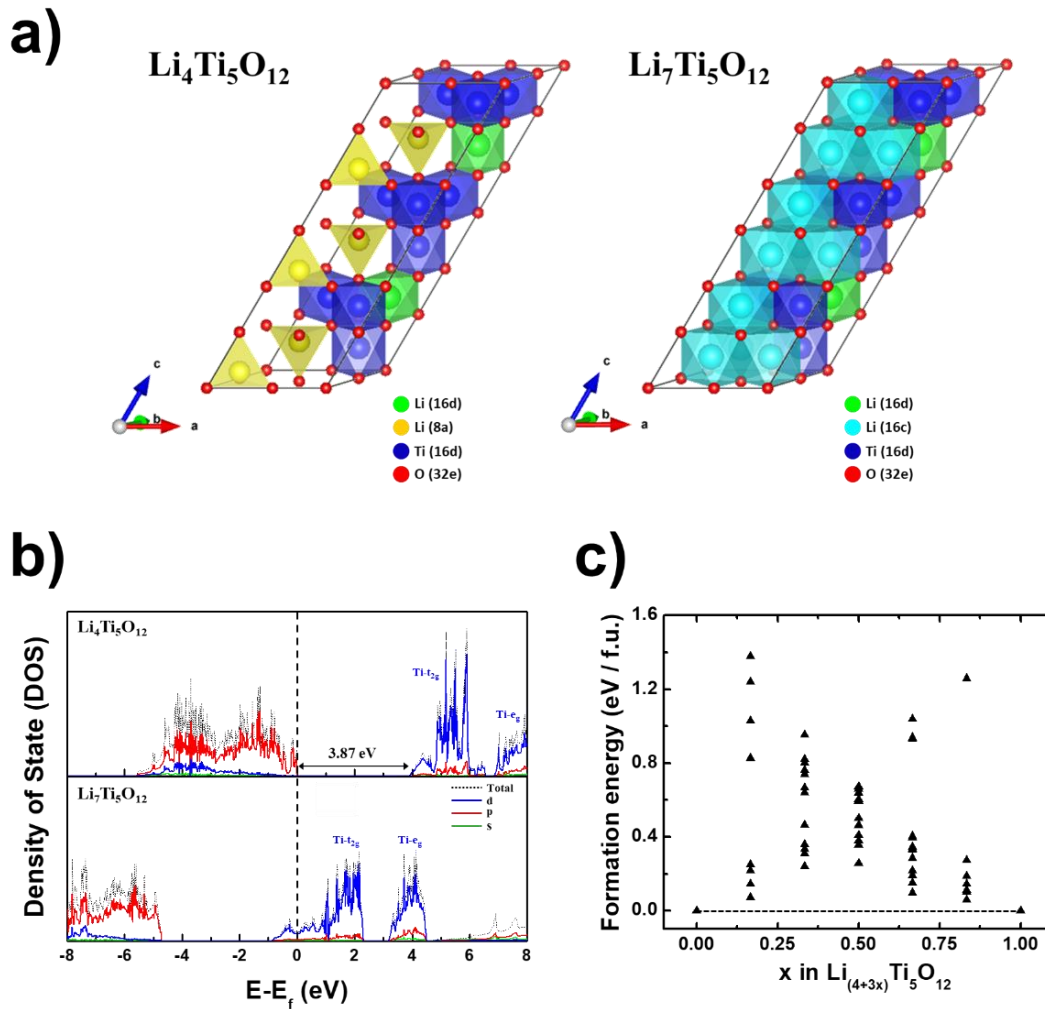 a)
Li4Ti5O12
Li7Ti5O12
c
b
a
Li (16d)
Li (8a)
Ti (16d)
O (32e)
c
b
a
Li (16d)
Li (16c)
Ti (16d)
O (32e)
b)
Density of State (DOS)
Li4Ti5O12
Ti-t2g
Ti-eg
3.87 eV
Li7Ti5O12
Total
d
p
s
Ti-t2g
Ti-eg
-8 -6 -4 -2 0 2 4 6 8
E-Ef (eV)
c)
Formation energy (eV / f.u.)
1.6
1.2
0.8
0.4
0.0
0.00 0.25 0.50 0.75 1.00
x in Li(4+3x)Ti5O12